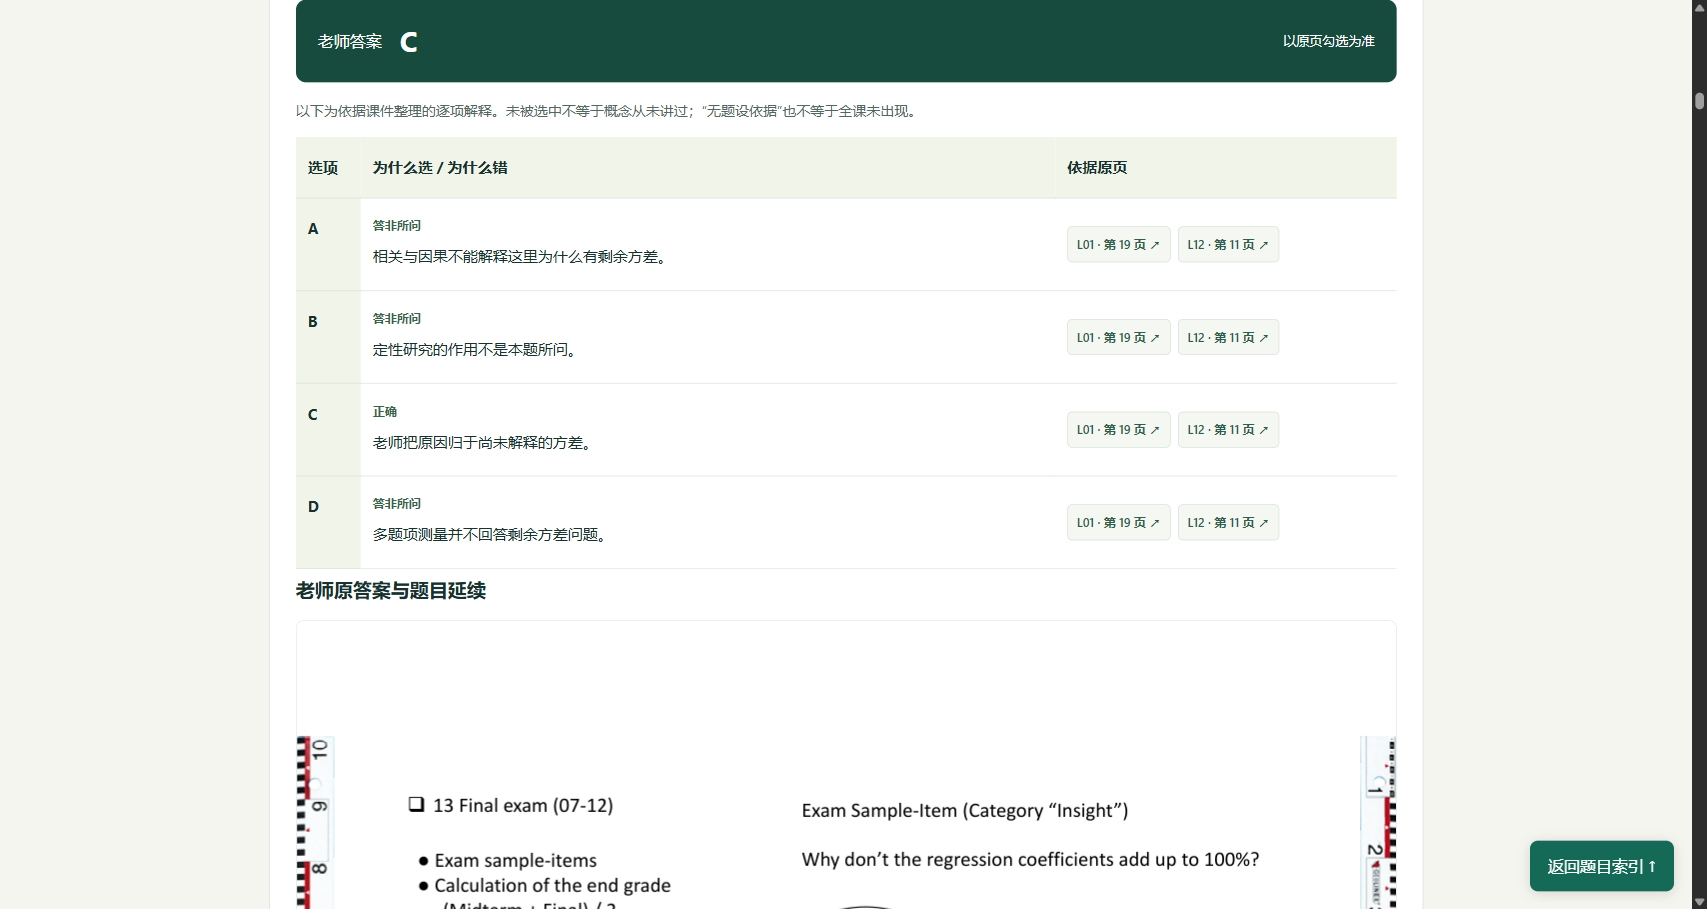 老师答案 C
以原页勾选为准
以下为依据课件整理的逐项解释。未被选中不等于概念从未讲过；“无题设依据”也不等于全课未出现。
选项 为什么选 / 为什么错 依据原页
A
答非所问
相关与因果不能解释这里为什么有剩余方差。
L01 · 第 19 页 ↗ L12 · 第 11 页 ↗
B
答非所问
定性研究的作用不是本题所问。
L01 · 第 19 页 ↗ L12 · 第 11 页 ↗
C
正确
老师把原因归于尚未解释的方差。
L01 · 第 19 页 ↗ L12 · 第 11 页 ↗
D
答非所问
多题项测量并不回答剩余方差问题。
L01 · 第 19 页 ↗ L12 · 第 11 页 ↗
老师原答案与题目延续
10
9
8
❑ 13 Final exam (07-12)
● Exam sample-items
● Calculation of the end grade
(Midterm + Final) / 2
Exam Sample-Item (Category “Insight”)
Why don’t the regression coefficients add up to 100%?
1
2
返回题目索引 ↑